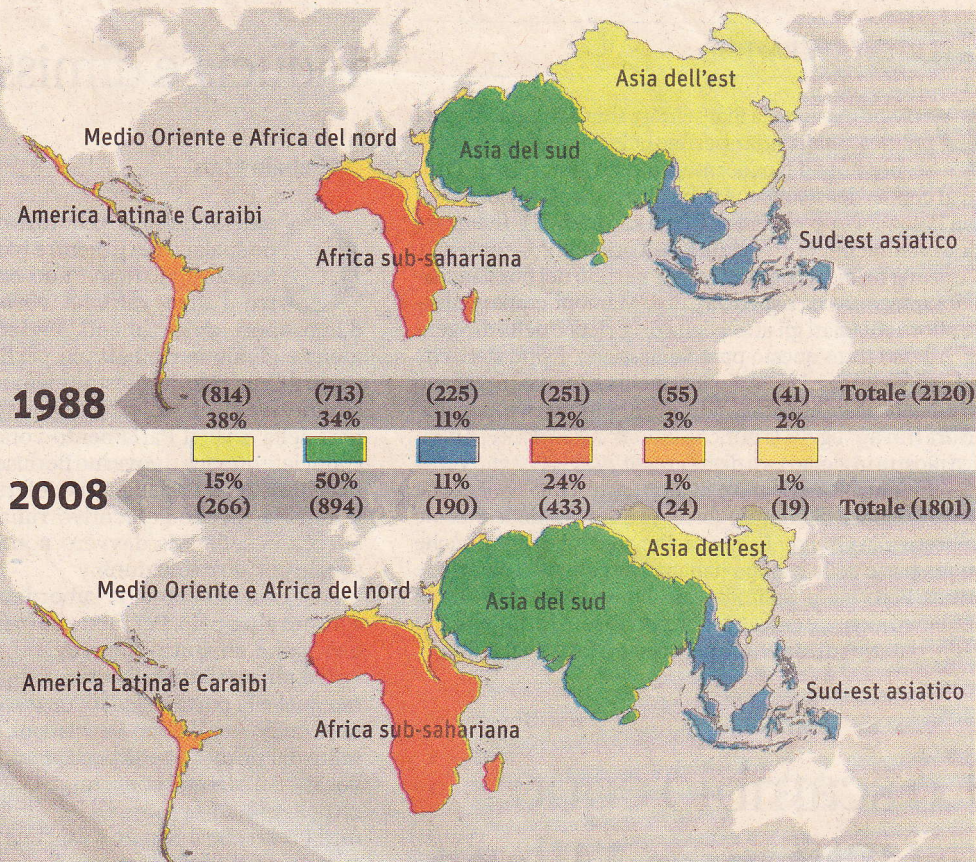 Asia dell'est
Medio Oriente e Africa del nord
Asia del sud
America Latina e Caraibi
Africa sub-sahariana
Sud-est asiatico
1988
(814) (713) (225) (251) (55) (41) Totale (2120)
38% 34% 11% 12% 3% 2%
15% 50% 11% 24% 1% 1%
2008
(266) (894) (190) (433) (24) (19) Totale (1801)
Asia dell'est
Medio Oriente e Africa del nord
Asia del sud
America Latina e Caraibi
Sud-est asiatico
Africa sub-sahariana